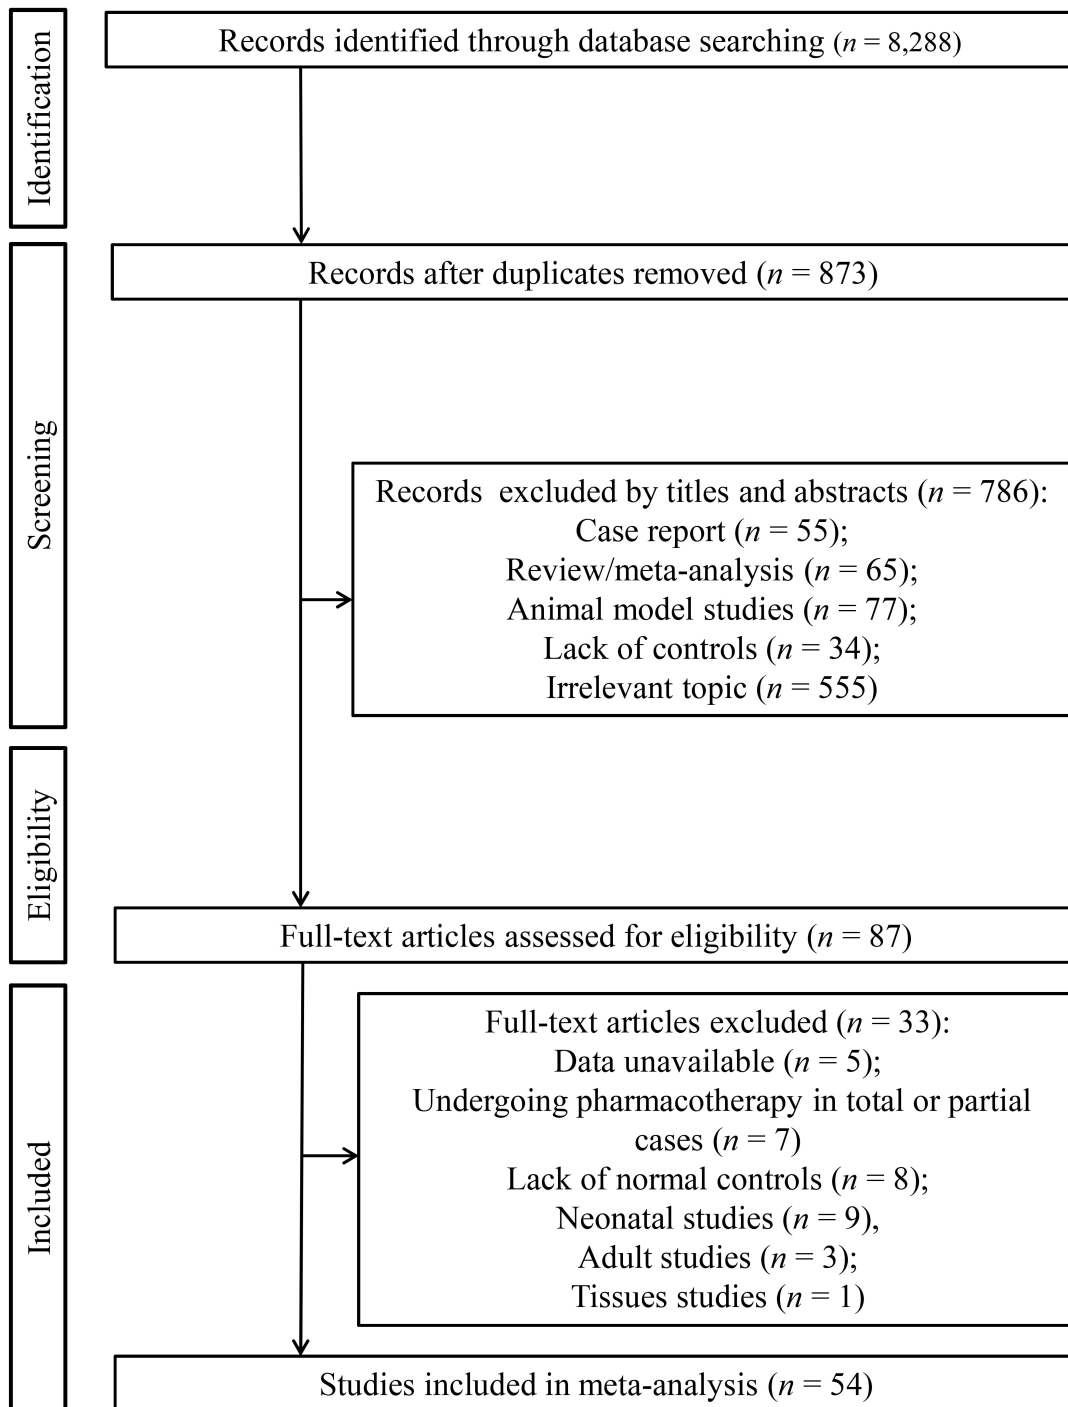 Identification
Records identified through database searching (n = 8,288)
Screening
Records after duplicates removed (n = 873)
Records excluded by titles and abstracts (n = 786):
Case report (n = 55);
Review/meta-analysis (n = 65);
Animal model studies (n = 77);
Lack of controls (n = 34);
Irrelevant topic (n = 555)
Eligibility
Full-text articles assessed for eligibility (n = 87)
Included
Full-text articles excluded (n = 33):
Data unavailable (n = 5);
Undergoing pharmacotherapy in total or partial
cases (n = 7)
Lack of normal controls (n = 8);
Neonatal studies (n = 9),
Adult studies (n = 3);
Tissues studies (n = 1)
Studies included in meta-analysis (n = 54)